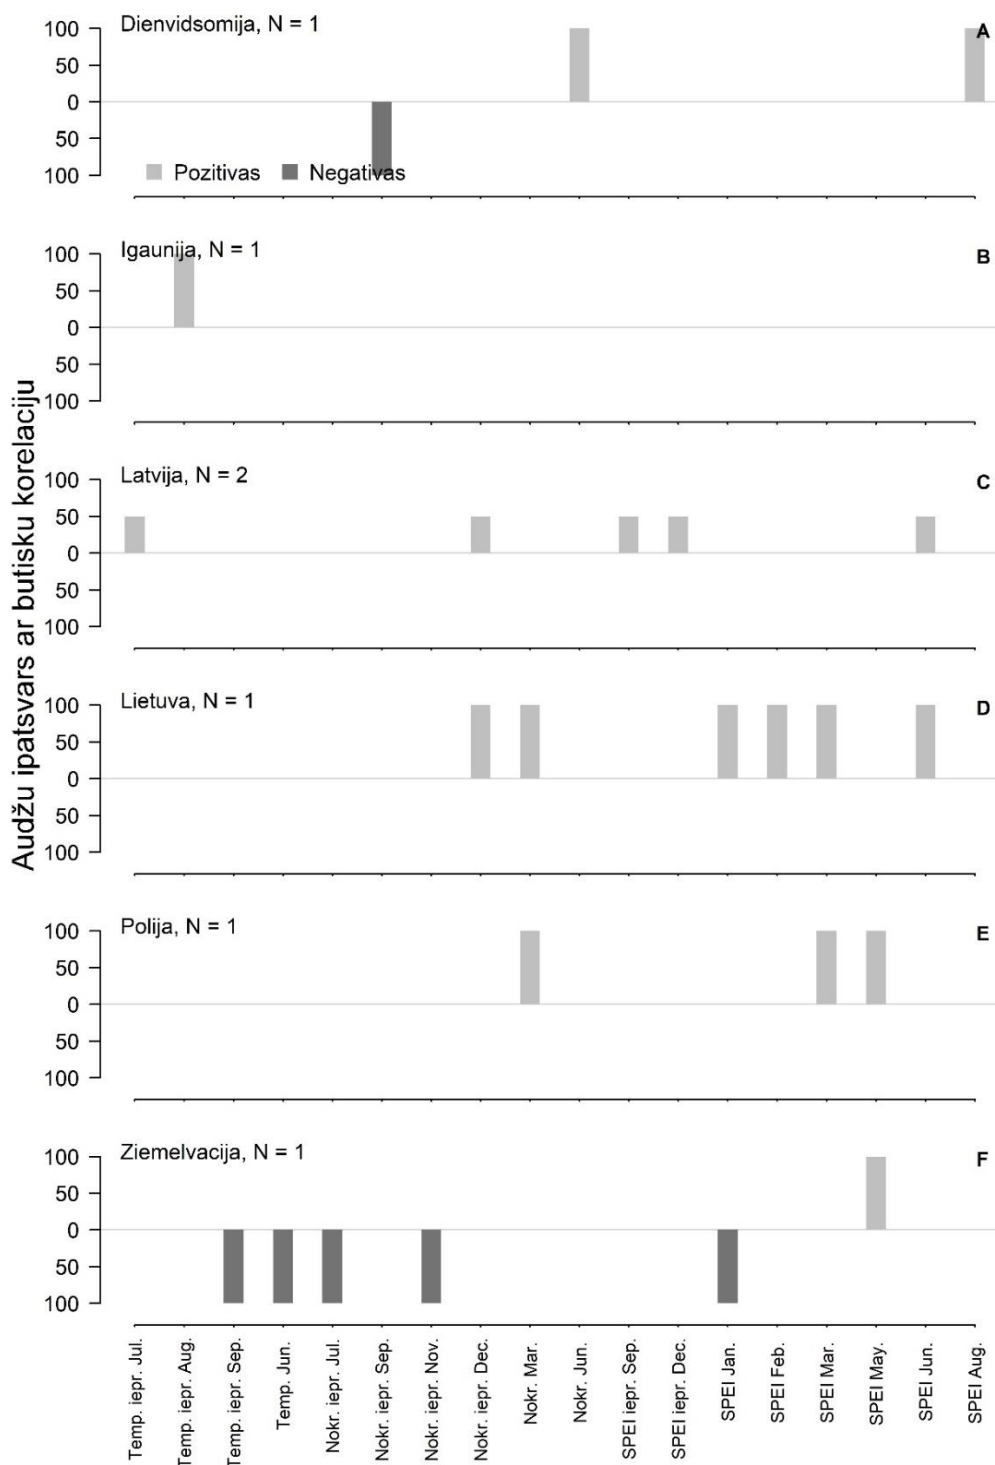 Dienvidsomija, N = 1
A
100
50
0
50
100
Pozitivas Negativas
Igaunija, N = 1
B
100
50
0
50
100
Latvija, N = 2
C
100
50
0
50
100
Lietuva, N = 1
D
100
50
0
50
100
Polija, N = 1
E
100
50
0
50
100
Ziemelvacija, N = 1
F
100
50
0
50
100
Audžu ipatsvars ar butisku korelaciju
Temp. iepr. Jul.
Temp. iepr. Aug.
Temp. iepr. Sep.
Temp. Jun.
Nokr. iepr. Jul.
Nokr. iepr. Sep.
Nokr. iepr. Nov.
Nokr. iepr. Dec.
Nokr. Mar.
Nokr. Jun.
SPEI iepr. Sep.
SPEI iepr. Dec.
SPEI Jan.
SPEI Feb.
SPEI Mar.
SPEI May.
SPEI Jun.
SPEI Aug.